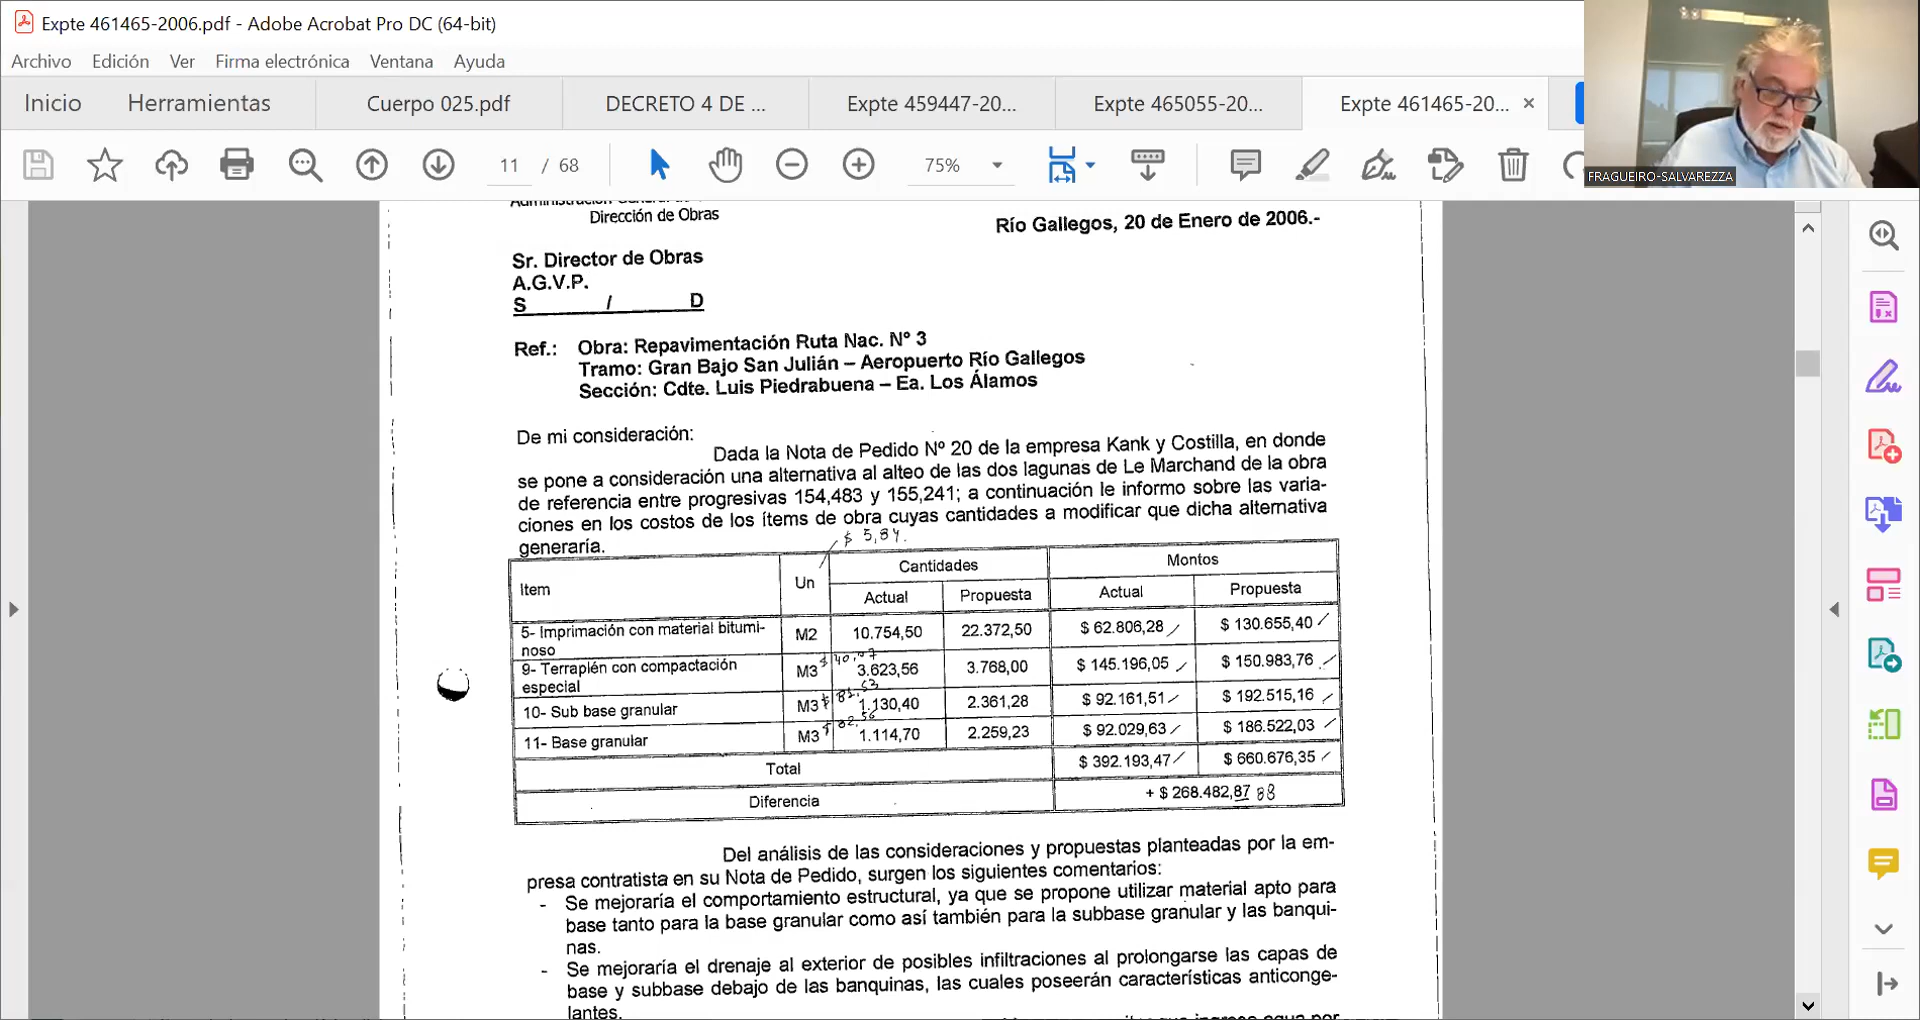 Expte 461465-2006.pdf - Adobe Acrobat Pro DC (64-bit)
Archivo Edición Ver Firma electrónica Ventana Ayuda
Inicio Herramientas Cuerpo 025.pdf DECRETO 4 DE ... Expte 459447-20... Expte 465055-20... Expte 461465-20... ×
11 / 68 75%
FRAGUEIRO-SALVAREZZA
Dirección de Obras
Río Gallegos, 20 de Enero de 2006.-
Sr. Director de Obras
A.G.V.P.
S / D
Ref.: Obra: Repavimentación Ruta Nac. Nº 3
Tramo: Gran Bajo San Julián – Aeropuerto Río Gallegos
Sección: Cdte. Luis Piedrabuena – Ea. Los Álamos
De mi consideración:
Dada la Nota de Pedido Nº 20 de la empresa Kank y Costilla, en donde
se pone a consideración una alternativa al alteo de las dos lagunas de Le Marchand de la obra
de referencia entre progresivas 154,483 y 155,241; a continuación le informo sobre las varia-
ciones en los costos de los ítems de obra cuyas cantidades a modificar que dicha alternativa
generaría.
$ 5,84.
Item Un Cantidades Montos
Actual Propuesta Actual Propuesta
5- Imprimación con material bitumi-
noso M2 10.754,50 22.372,50 $ 62.806,28 $ 130.655,40
9- Terraplén con compactación
especial M3 $ 40,07 3.623,56 3.768,00 $ 145.196,05 $ 150.983,76
10- Sub base granular M3 1.130,40 2.361,28 $ 92.161,51 $ 192.515,16
11- Base granular M3 $ 82,56 1.114,70 2.259,23 $ 92.029,63 $ 186.522,03
Total $ 392.193,47 $ 660.676,35
Diferencia + $ 268.482,87 88
Del análisis de las consideraciones y propuestas planteadas por la em-
presa contratista en su Nota de Pedido, surgen los siguientes comentarios:
- Se mejoraría el comportamiento estructural, ya que se propone utilizar material apto para
base tanto para la base granular como así también para la subbase granular y las banqui-
nas.
- Se mejoraría el drenaje al exterior de posibles infiltraciones al prolongarse las capas de
base y subbase debajo de las banquinas, las cuales poseerán características anticonge-
lantes.